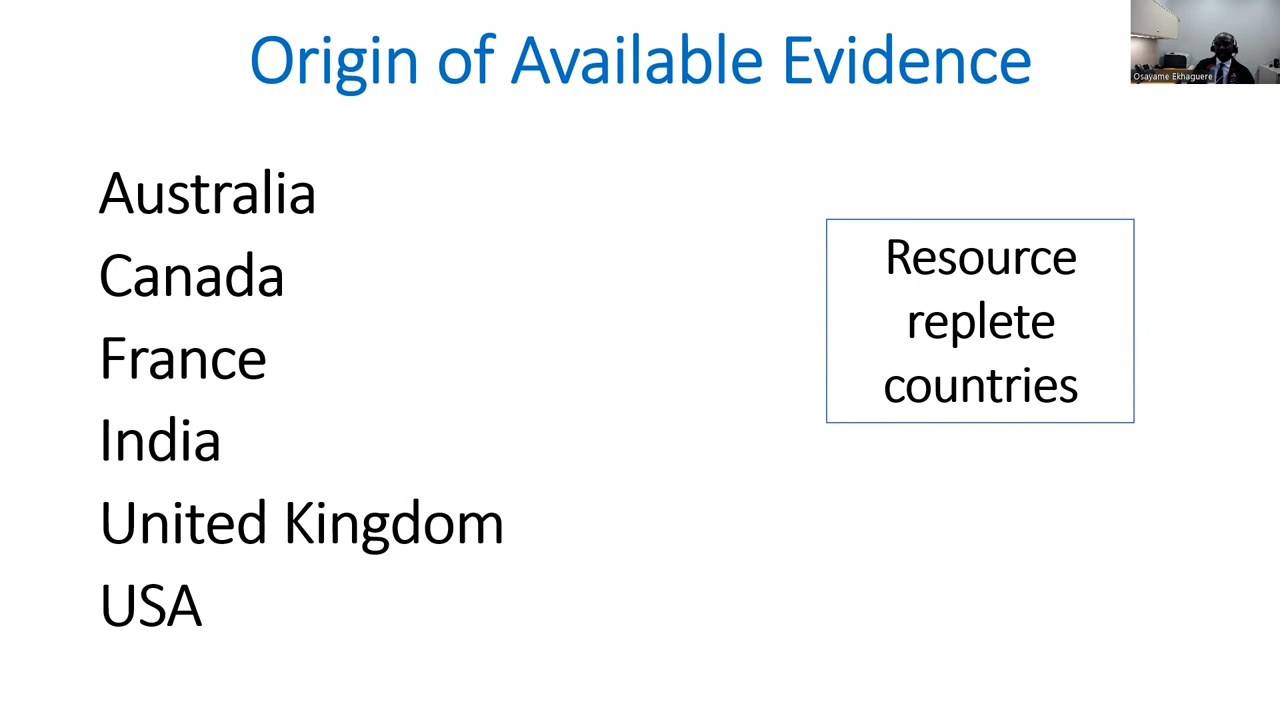 Origin of Available Evidence
Osayame Ekhaguere
Australia
Canada
France
India
United Kingdom
USA
Resource
replete
countries